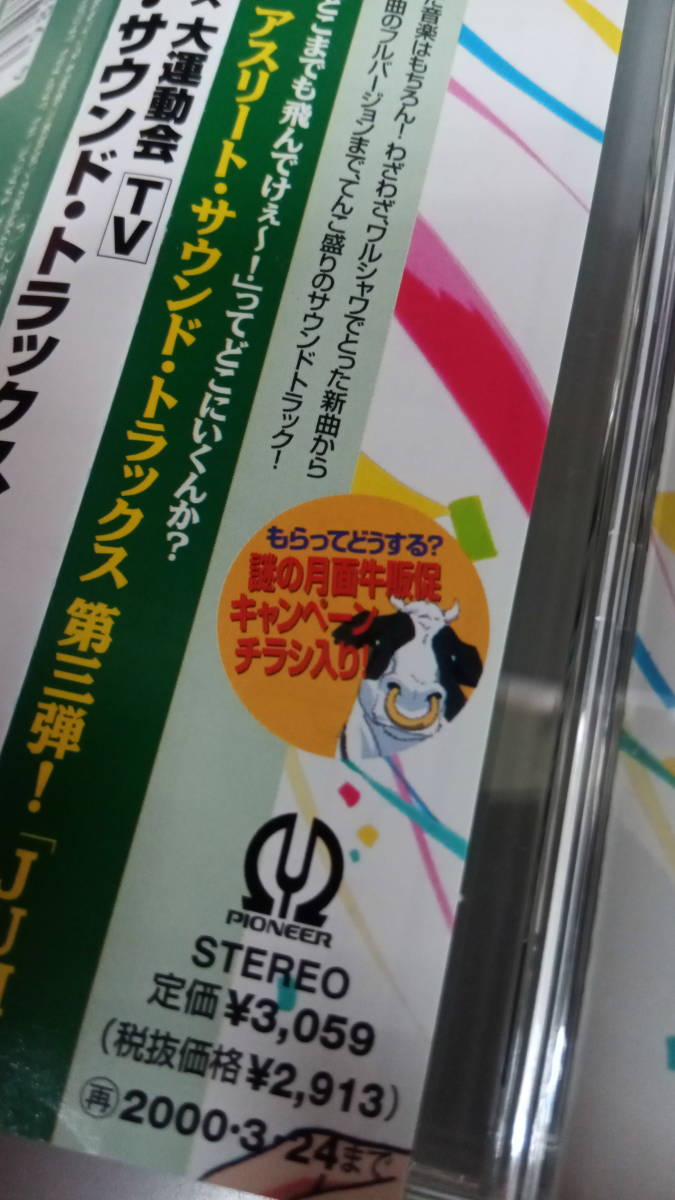 た音楽はもちろん!わざわざ、ワルシャワでとった新曲から
曲のフルバージョンまで、てんこ盛りのサウンドトラック!
どこまでも飛んでけぇ〜!」ってどこにいくんか?
アスリート・サウンド・トラックス 第三弾!「JU
大運動会 TV
・サウンド・トラックス
もらってどうする?
謎の月面牛販促
キャンペーン
チラシ入り!
PIONEER
STEREO
定価¥3,059
(税抜価格¥2,913)
再2000・3・24まで